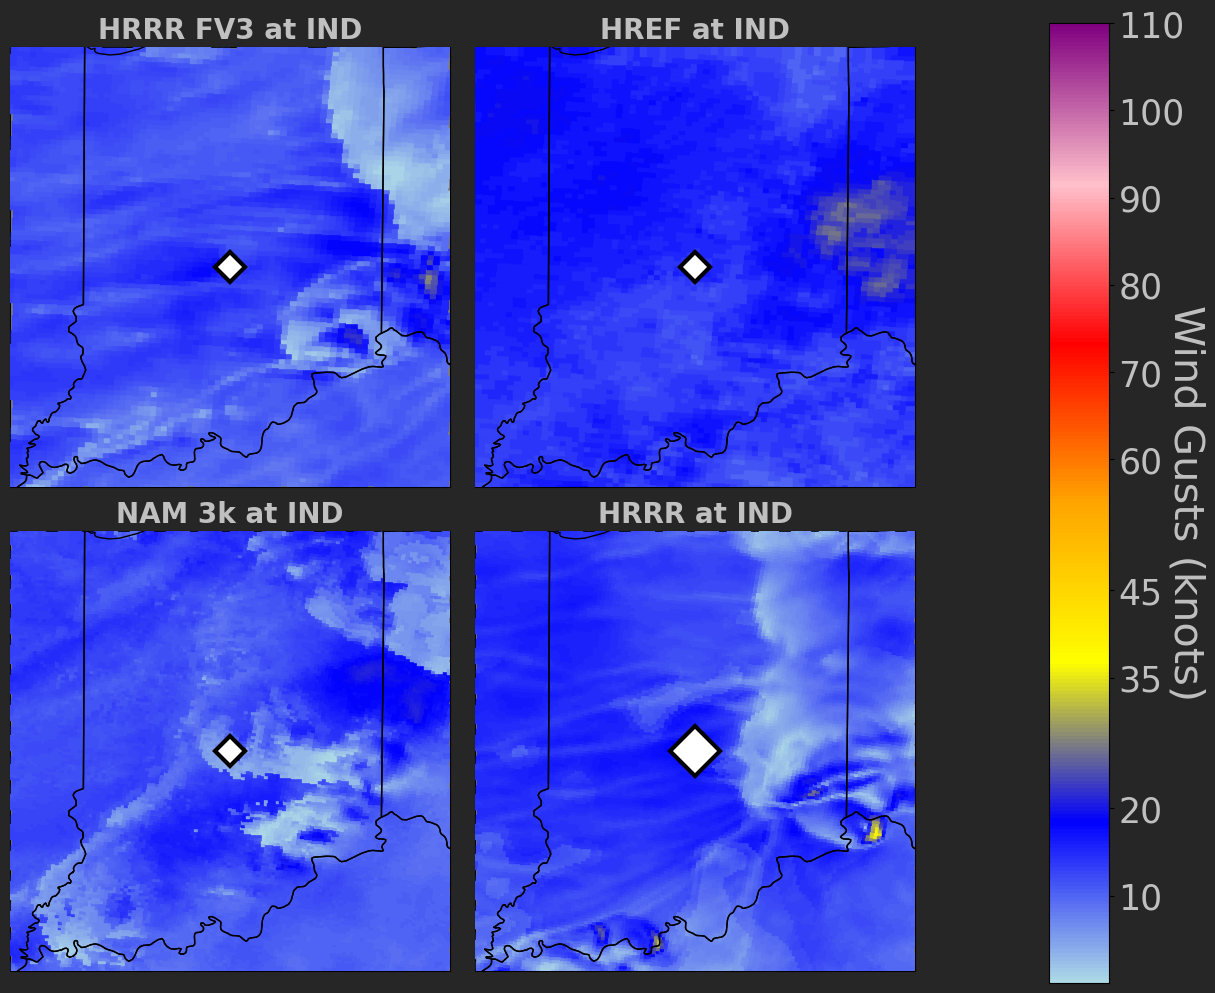 HRRR FV3 at IND
HREF at IND
NAM 3k at IND
HRRR at IND
110
100
90
80
70
60
45
35
20
10
Wind Gusts (knots)